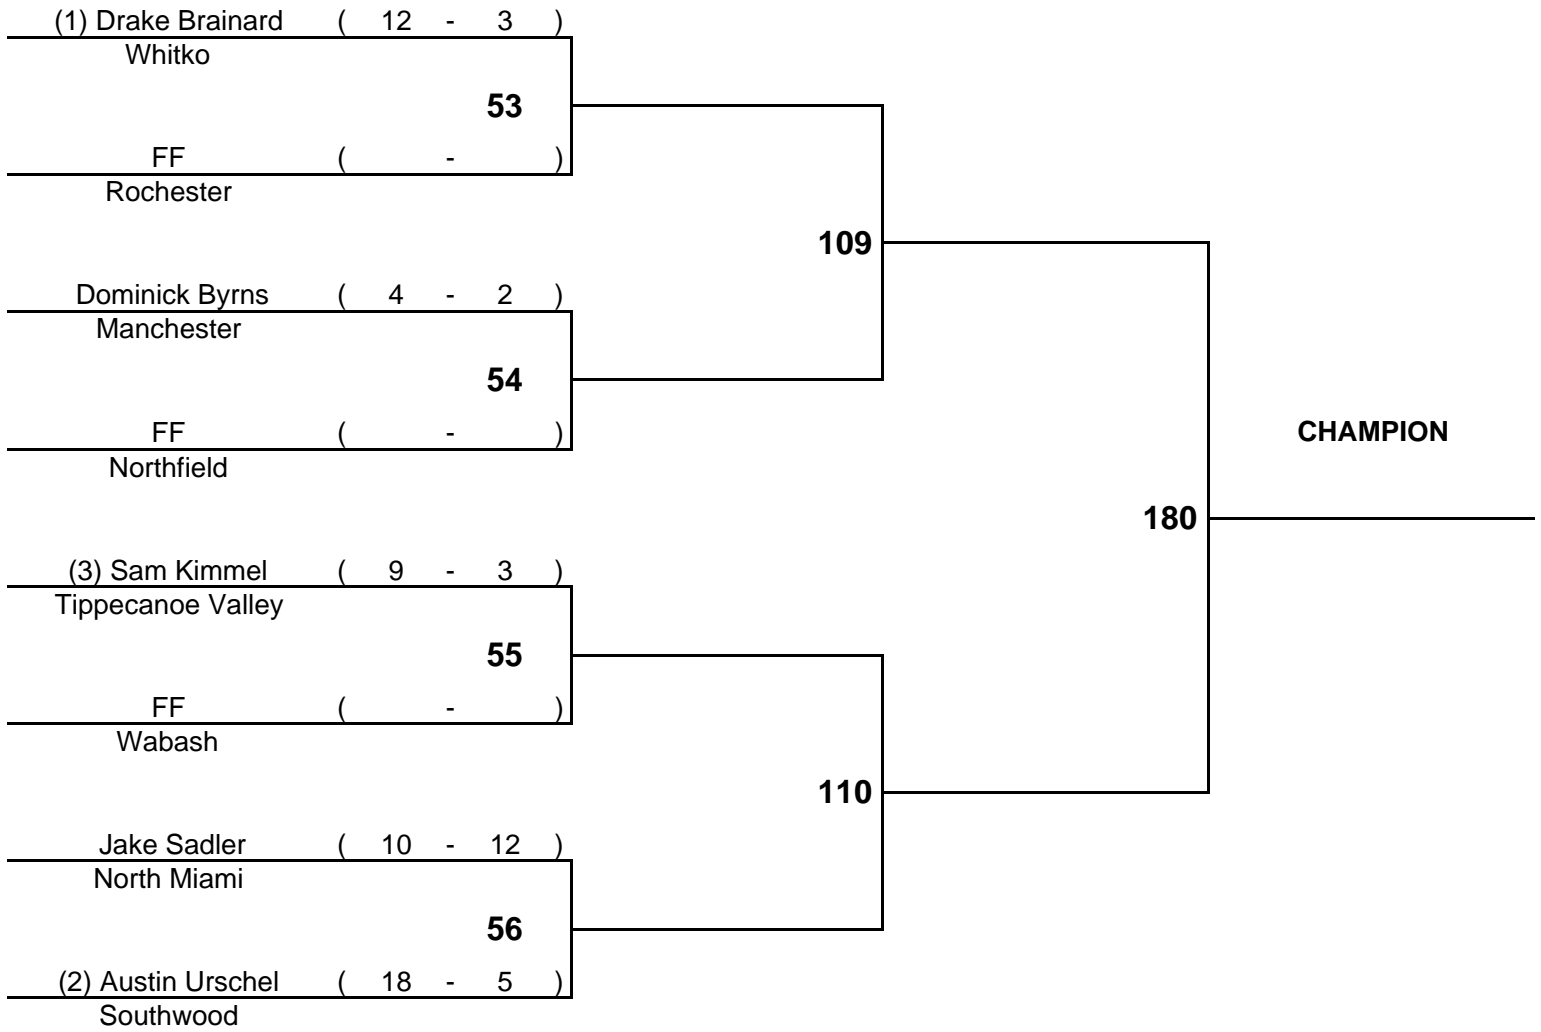 (1) Drake Brainard ( 12 - 3 )
Whitko
53
FF ( - )
Rochester
109
Dominick Byrns ( 4 - 2 )
Manchester
54
FF ( - )
Northfield
CHAMPION
180
(3) Sam Kimmel ( 9 - 3 )
Tippecanoe Valley
55
FF ( - )
Wabash
110
Jake Sadler ( 10 - 12 )
North Miami
56
(2) Austin Urschel ( 18 - 5 )
Southwood